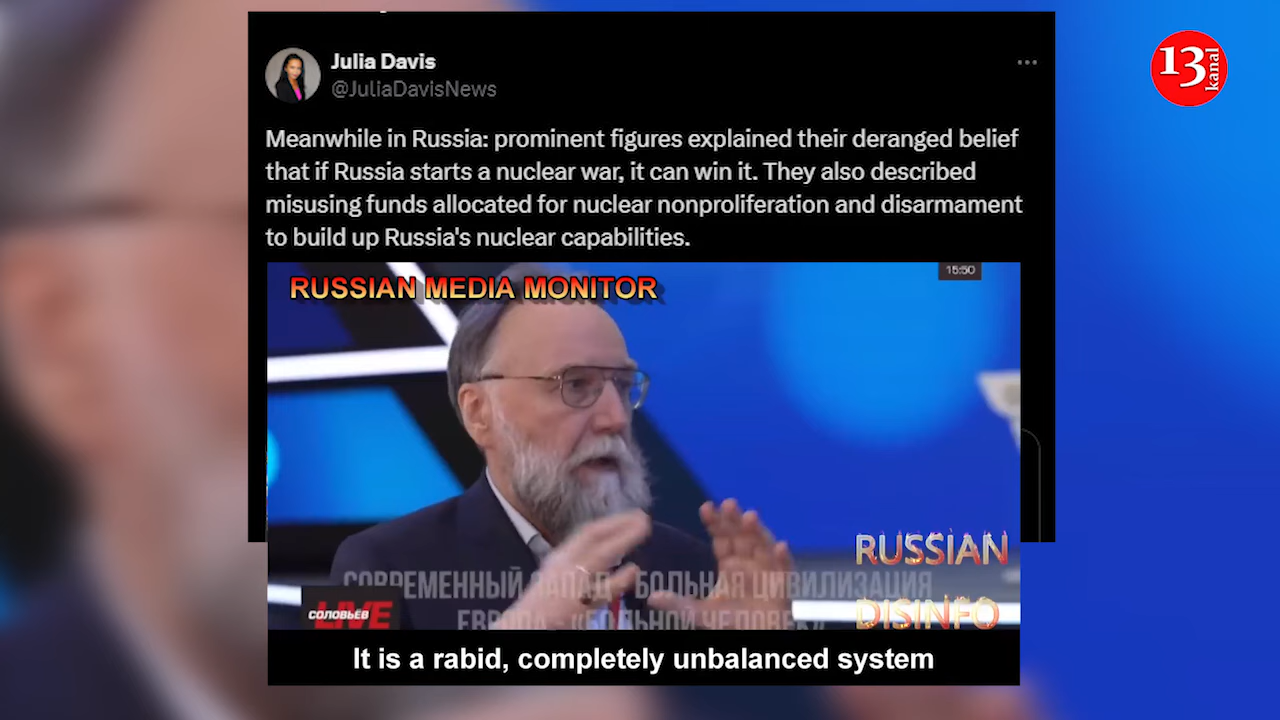 13 kanal
Julia Davis
@JuliaDavisNews
Meanwhile in Russia: prominent figures explained their deranged belief
that if Russia starts a nuclear war, it can win it. They also described
misusing funds allocated for nuclear nonproliferation and disarmament
to build up Russia's nuclear capabilities.
RUSSIAN MEDIA MONITOR
15:50
RUSSIAN
DISINFO
СОВРЕМЕННЫЙ ЗАПАД - БОЛЬНАЯ ЦИВИЛИЗАЦИЯ
ЕВРОПА - «БОЛЬНОЙ ЧЕЛОВЕК»
СОЛОВЬЁВ
LIVE
It is a rabid, completely unbalanced system